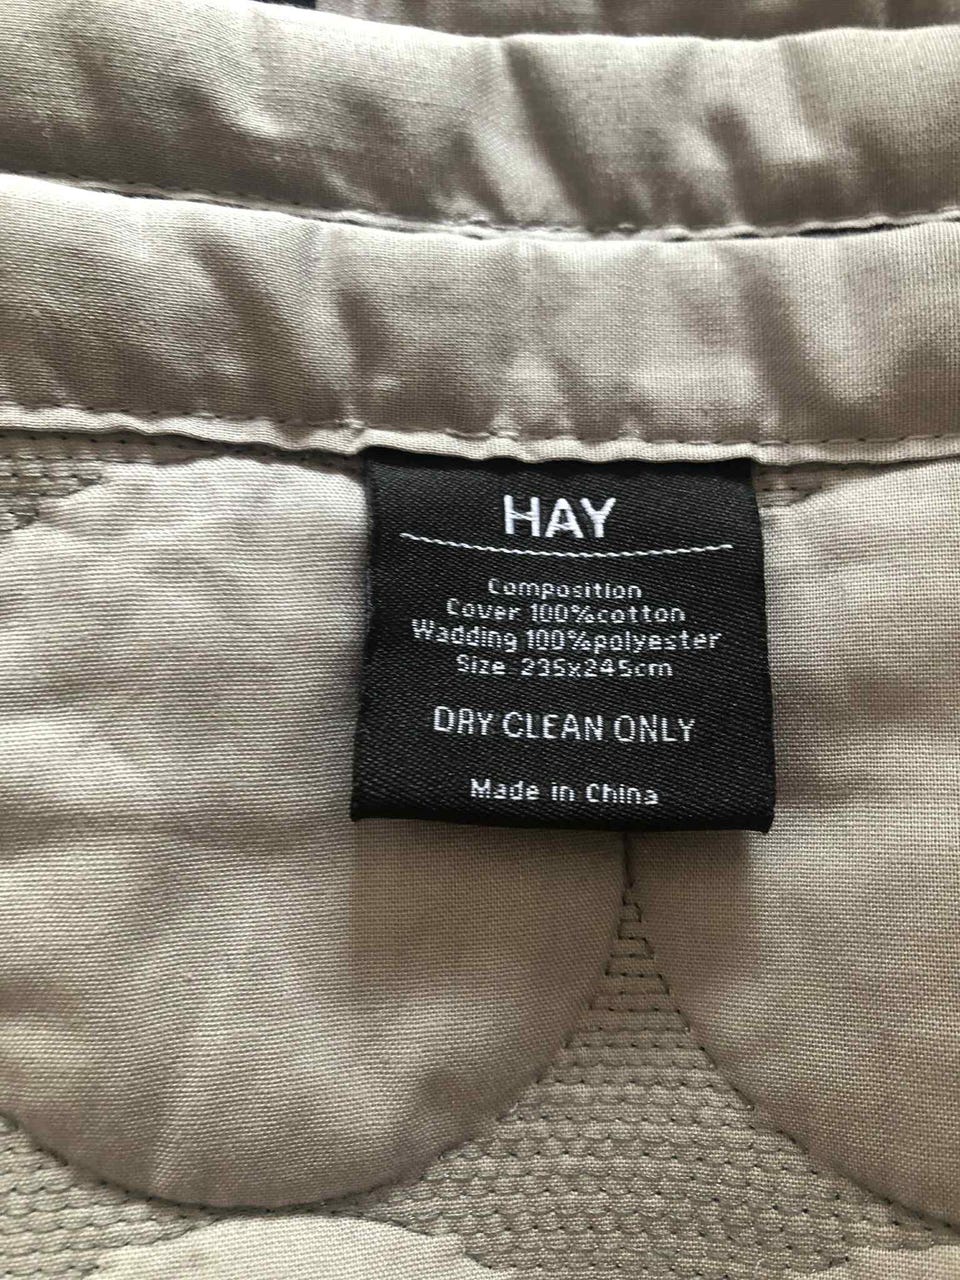 HAY
Composition
Cover 100%cotton
Wadding 100%polyester
Size 235x245cm
DRY CLEAN ONLY
Made in China